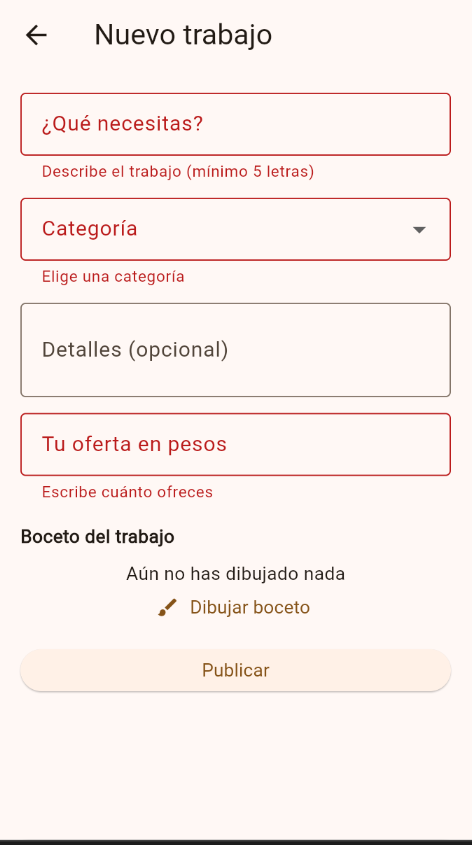 Nuevo trabajo
¿Qué necesitas?
Describe el trabajo (mínimo 5 letras)
Categoría
Elige una categoría
Detalles (opcional)
Tu oferta en pesos
Escribe cuánto ofreces
Boceto del trabajo
Aún no has dibujado nada
Dibujar boceto
Publicar